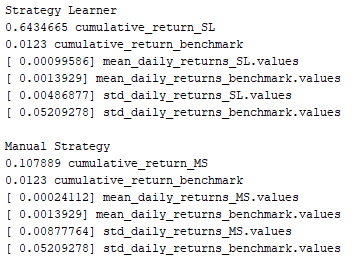 Strategy Learner
0.6434665 cumulative_return_SL
0.0123 cumulative_return_benchmark
[ 0.00099586] mean_daily_returns_SL.values
[ 0.0013929] mean_daily_returns_benchmark.values
[ 0.00486877] std_daily_returns_SL.values
[ 0.05209278] std_daily_returns_benchmark.values
Manual Strategy
0.107889 cumulative_return_MS
0.0123 cumulative_return_benchmark
[ 0.00024112] mean_daily_returns_MS.values
[ 0.0013929] mean_daily_returns_benchmark.values
[ 0.00877764] std_daily_returns_MS.values
[ 0.05209278] std_daily_returns_benchmark.values